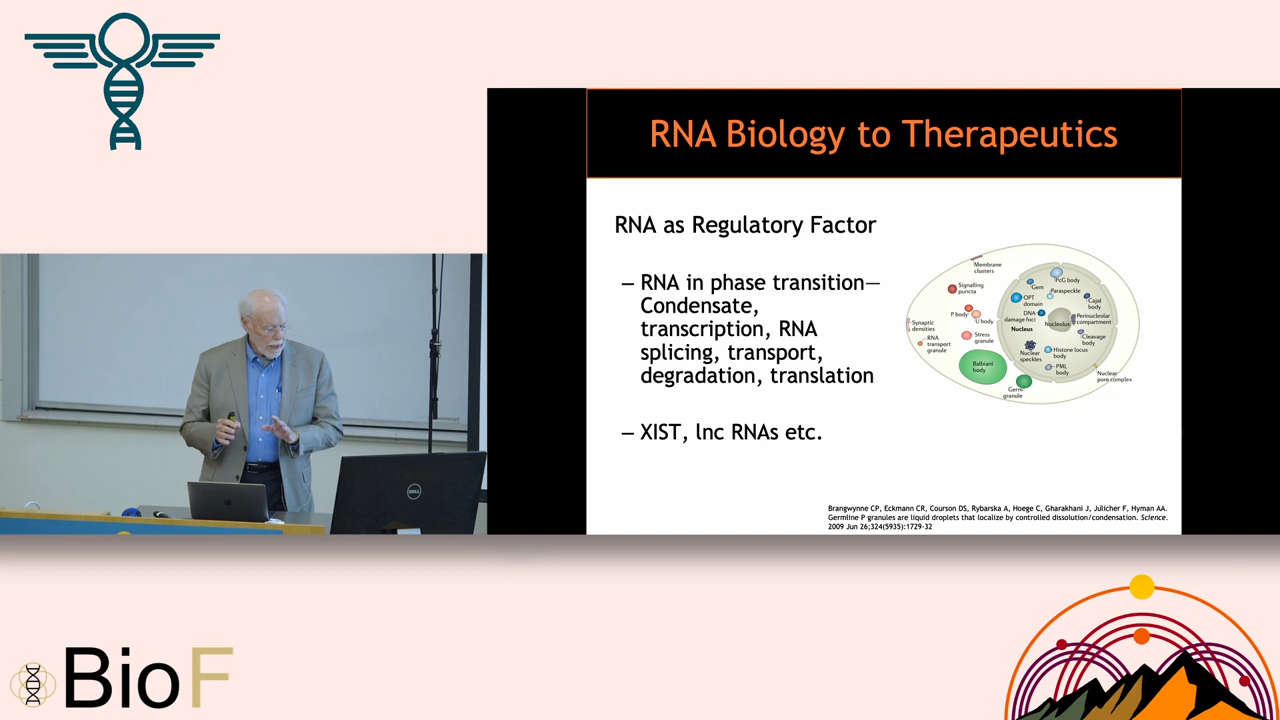 RNA Biology to Therapeutics
RNA as Regulatory Factor
– RNA in phase transition—
Condensate,
transcription, RNA
splicing, transport,
degradation, translation
– XIST, lnc RNAs etc.
Membrane
clusters
Signalling
puncta
P body
U body
Synaptic
densities
RNA
transport
granule
Stress
granule
Balbiani
body
Germ
granule
PcG body
Gem
Paraspeckle
OPT
domain
Cajal
body
DNA
damage foci
Nucleus
Nucleolus
Perinucleolar
compartment
Cleavage
body
Nuclear
speckles
Histone locus
body
PML
body
Nuclear
pore complex
Brangwynne CP, Eckmann CR, Courson DS, Rybarska A, Hoege C, Gharakhani J, Julicher F, Hyman AA.
Germline P granules are liquid droplets that localize by controlled dissolution/condensation. Science.
2009 Jun 26;324(5935):1729-32
DELL
BioF